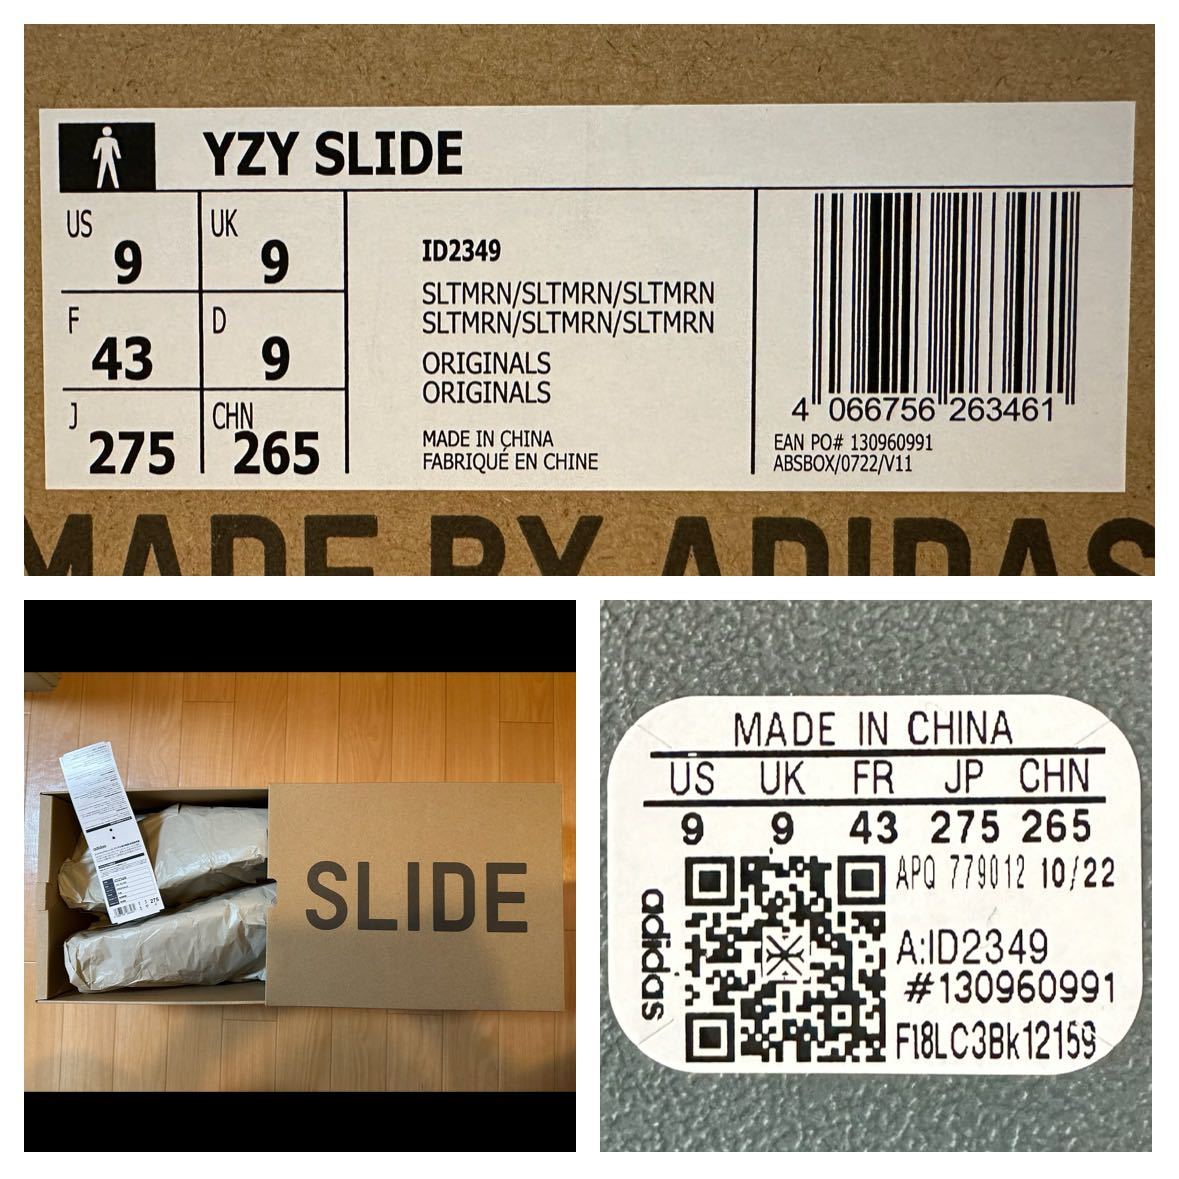 YZY SLIDE
US 9 UK 9
F 43 D 9
J 275 CHN 265
ID2349
SLTMRN/SLTMRN/SLTMRN
SLTMRN/SLTMRN/SLTMRN
ORIGINALS
ORIGINALS
MADE IN CHINA
FABRIQUÉ EN CHINE
4 066756 263461
EAN PO# 130960991
ABSBOX/0722/V11
MADE BY ADIDAS
SLIDE
adidas
275
MADE IN CHINA
US UK FR JP CHN
9 9 43 275 265
APQ 779012 10/22
adidas
A:ID2349
#130960991
F18LC3Bk12159